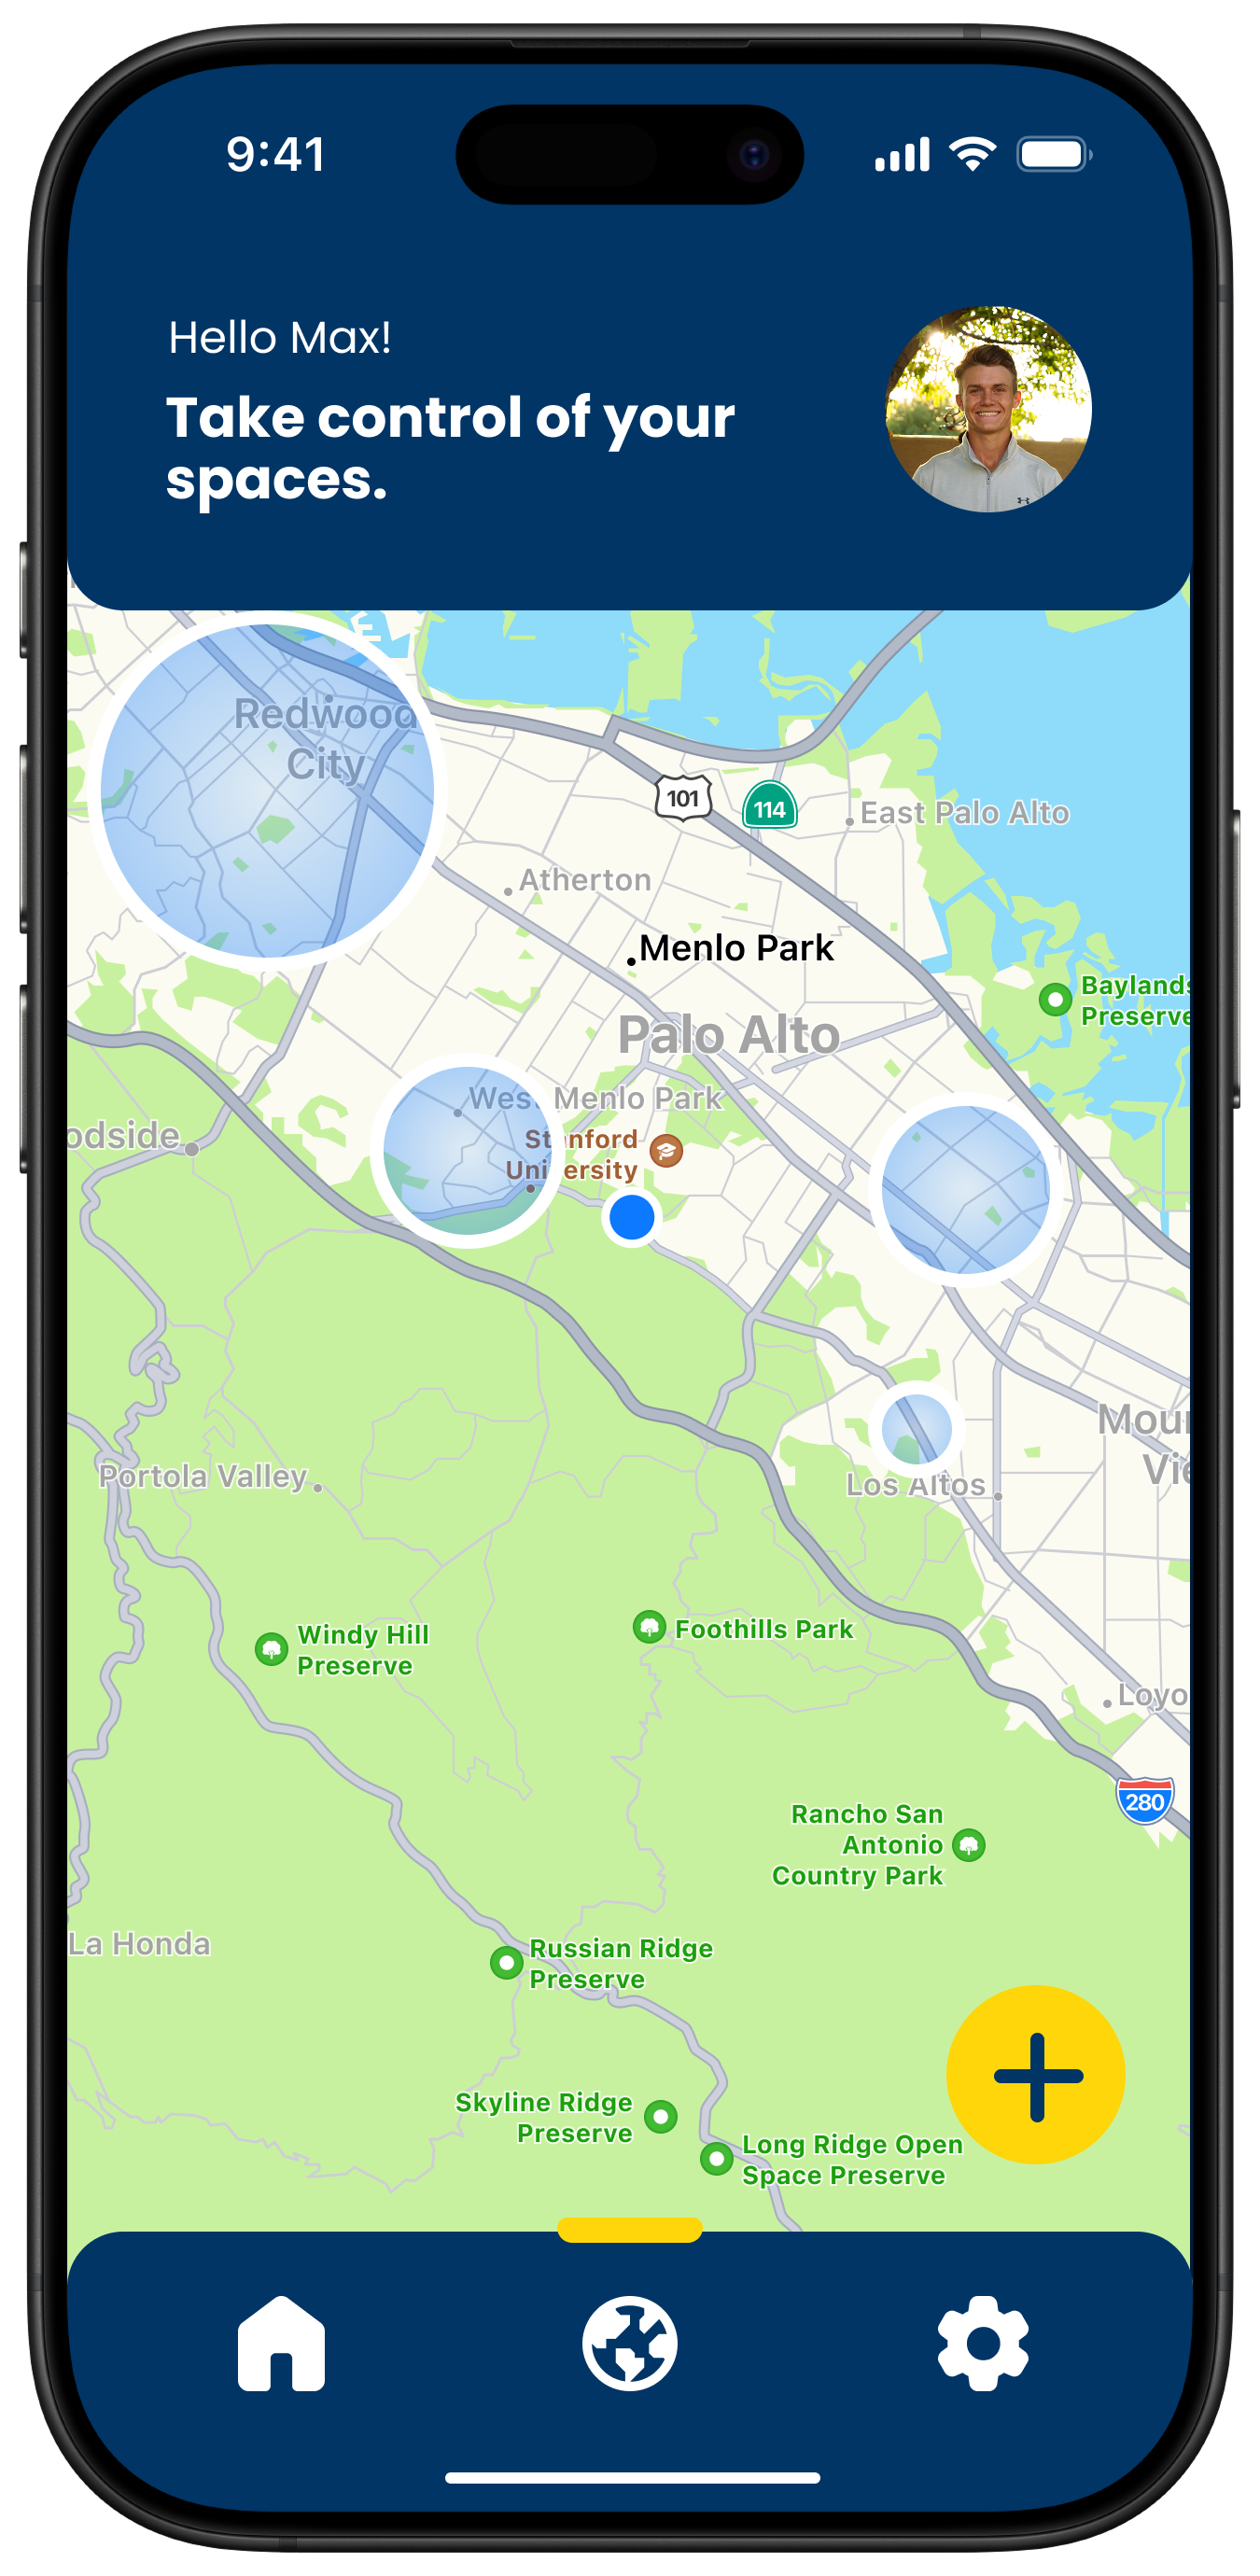 9:41
Hello Max!
Take control of your
spaces.
Redwood
City
101
114
East Palo Alto
Atherton
Menlo Park
Baylands
Preserve
Palo Alto
West Menlo Park
odside
Stanford
University
Moun
Vie
Portola Valley
Los Altos
Windy Hill
Preserve
Foothills Park
Loyo
280
Rancho San
Antonio
Country Park
La Honda
Russian Ridge
Preserve
Skyline Ridge
Preserve
Long Ridge Open
Space Preserve